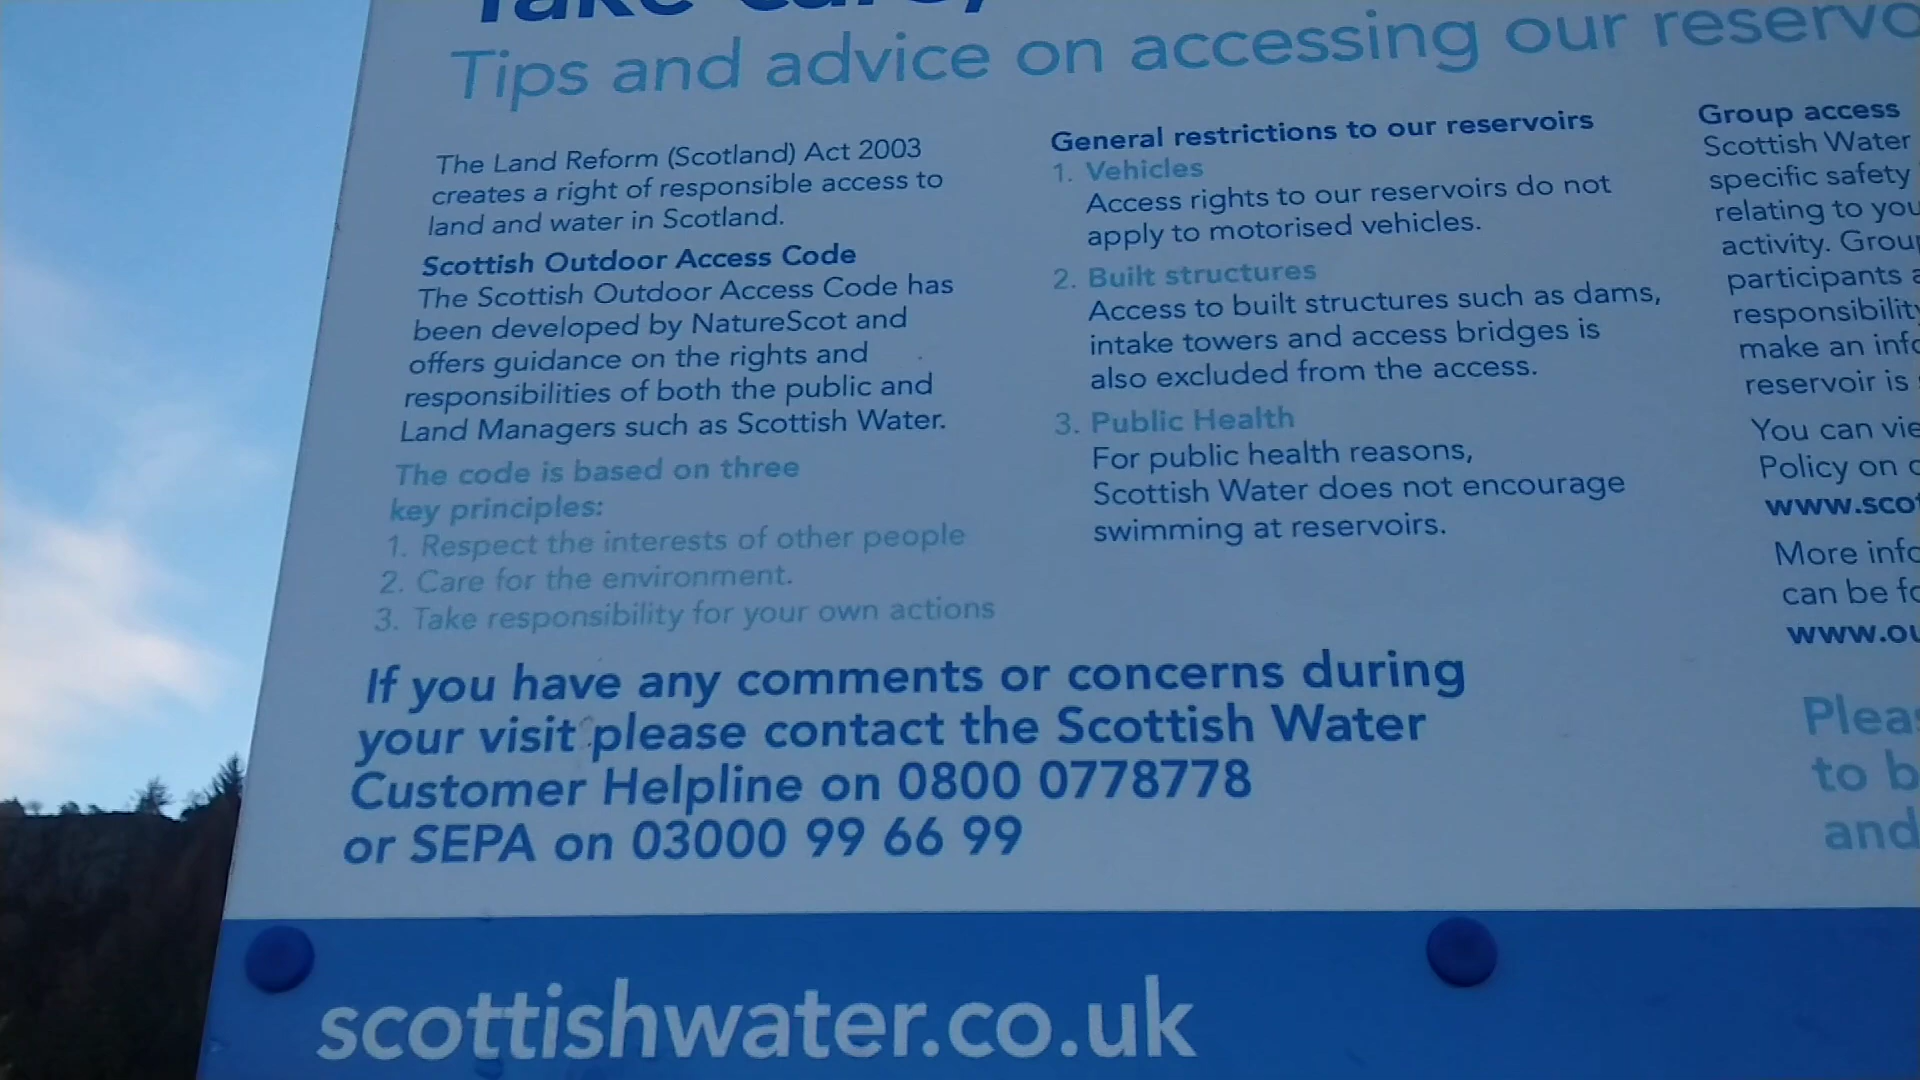 Take care,
Tips and advice on accessing our
The Land Reform (Scotland) Act 2003
creates a right of responsible access to
land and water in Scotland.
Scottish Outdoor Access Code
The Scottish Outdoor Access Code has
been developed by NatureScot and
offers guidance on the rights and
responsibilities of both the public and
Land Managers such as Scottish Water.
The code is based on three
key principles:
1. Respect the interests of other people
2. Care for the environment.
3. Take responsibility for your own actions
General restrictions to our reservoirs
1. Vehicles
Access rights to our reservoirs do not
apply to motorised vehicles.
2. Built structures
Access to built structures such as dams,
intake towers and access bridges is
also excluded from the access.
3. Public Health
For public health reasons,
Scottish Water does not encourage
swimming at reservoirs.
Group access
Scottish Water
specific safety
relating to
activity.
participants
make an
reservoir is
You can
Policy on
More
can be
to
and
If you have any comments or concerns during
your visit please contact the Scottish Water
Customer Helpline on 0800 0778778
or SEPA on 03000 99 66 99
scottishwater.co.uk